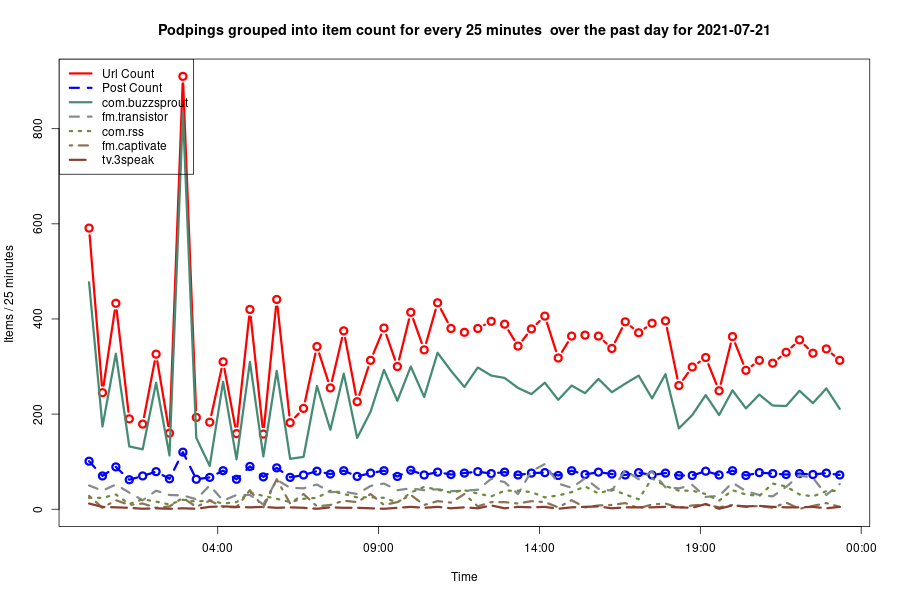 Podpings grouped into item count for every 25 minutes  over the past day for 2021-07-21
Url Count
Post Count
com.buzzsprout
fm.transistor
com.rss
fm.captivate
tv.3speak
Items / 25 minutes
800
600
400
200
0
04:00
09:00
14:00
19:00
00:00
Time